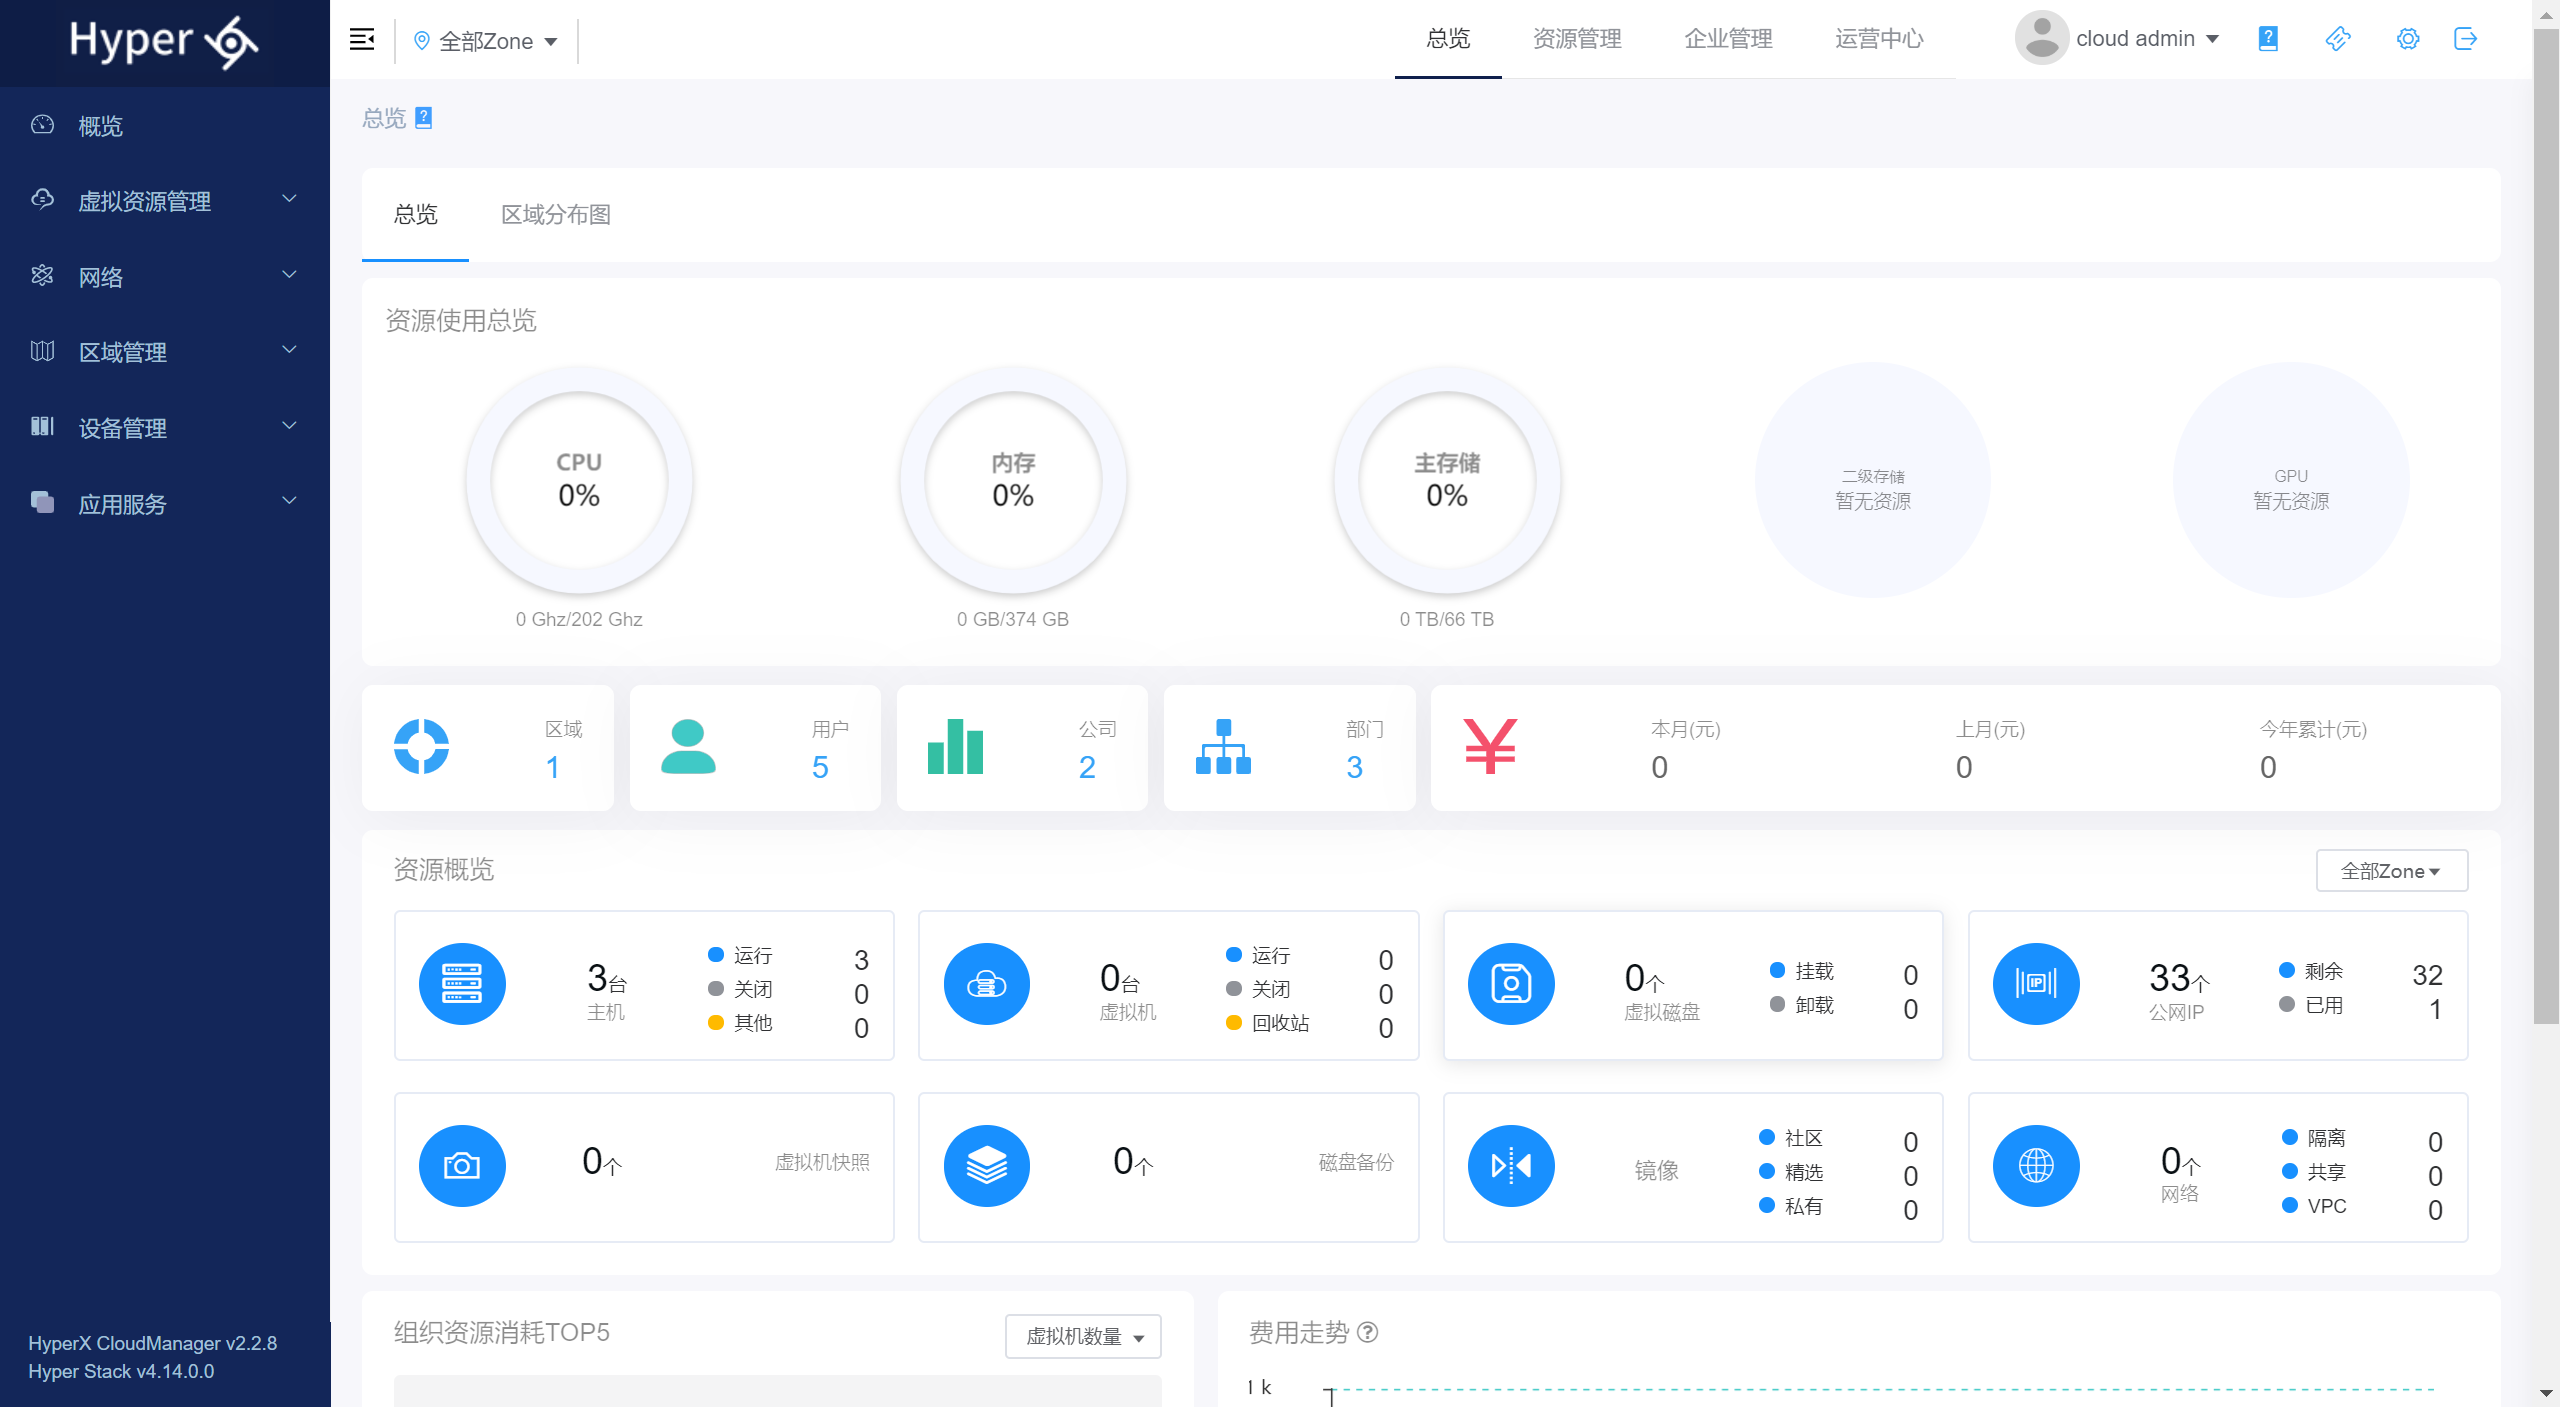 Hyper
全部Zone
总览
资源管理
企业管理
运营中心
cloud admin
概览
虚拟资源管理
网络
区域管理
设备管理
应用服务
HyperX CloudManager v2.2.8
Hyper Stack v4.14.0.0
总览
总览
区域分布图
资源使用总览
CPU
0%
0 Ghz/202 Ghz
内存
0%
0 GB/374 GB
主存储
0%
0 TB/66 TB
二级存储
暂无资源
GPU
暂无资源
区域
1
用户
5
公司
2
部门
3
¥
本月(元)
0
上月(元)
0
今年累计(元)
0
资源概览
全部Zone
3台
主机
运行 3
关闭 0
其他 0
0台
虚拟机
运行 0
关闭 0
回收站 0
0个
虚拟磁盘
挂载 0
卸载 0
IP
33个
公网IP
剩余 32
已用 1
0个
虚拟机快照
0个
磁盘备份
镜像
社区 0
精选 0
私有 0
0个
网络
隔离 0
共享 0
VPC 0
组织资源消耗TOP5
虚拟机数量
费用走势
1 k